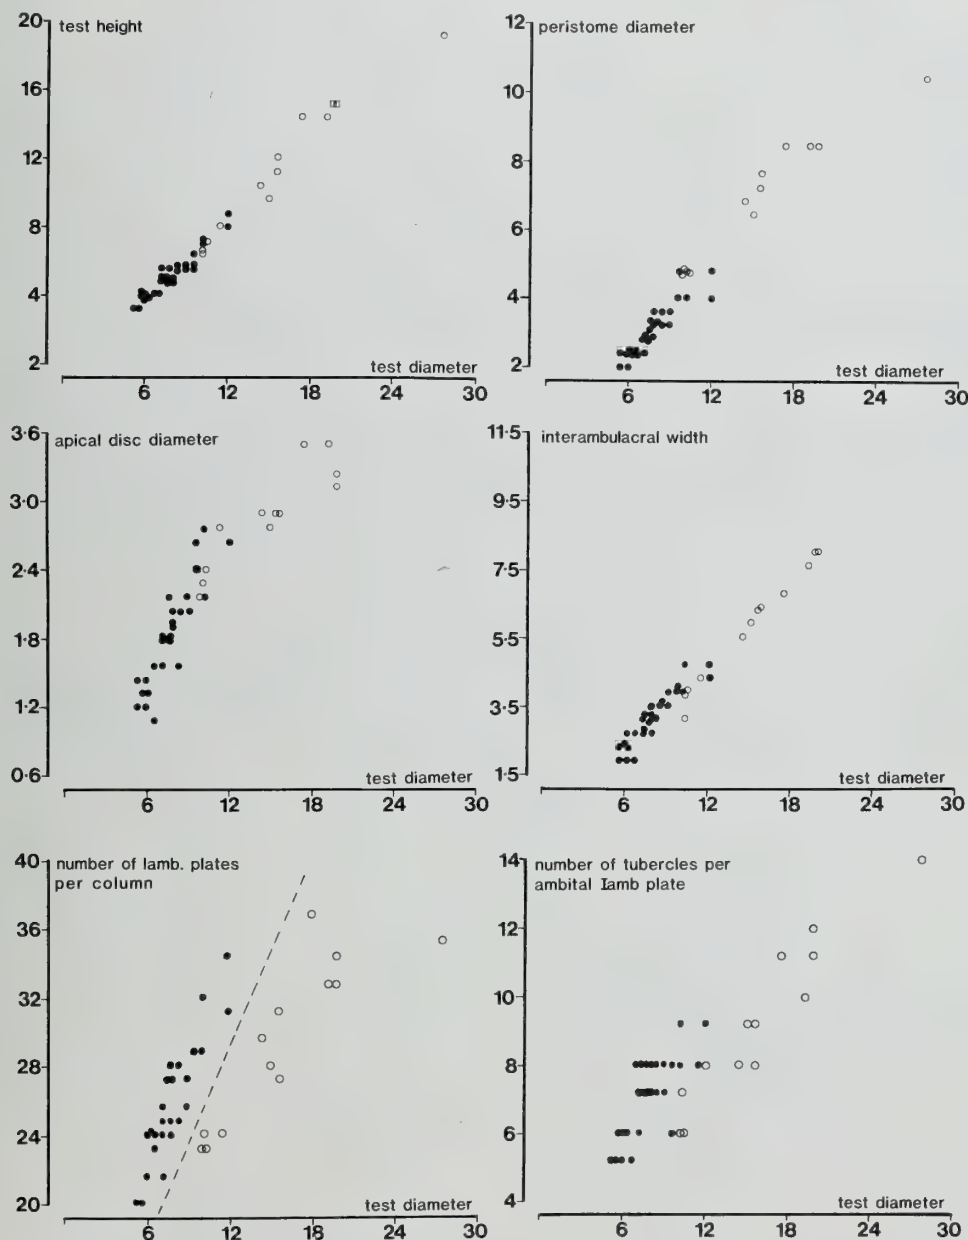 test height
20
16
12
8
4
2
test diameter
6 12 18 24 30
peristome diameter
12
10
8
6
4
2
test diameter
6 12 18 24 30
apical disc diameter
3·6
3·0
2·4
1·8
1·2
0·6
test diameter
6 12 18 24 30
interambulacral width
11·5
9·5
7·5
5·5
3·5
1·5
test diameter
6 12 18 24 30
number of Iamb. plates
per column
40
36
32
28
24
20
test diameter
6 12 18 24 30
number of tubercles per
ambital Iamb plate
14
12
10
8
6
4
test diameter
6 12 18 24 30